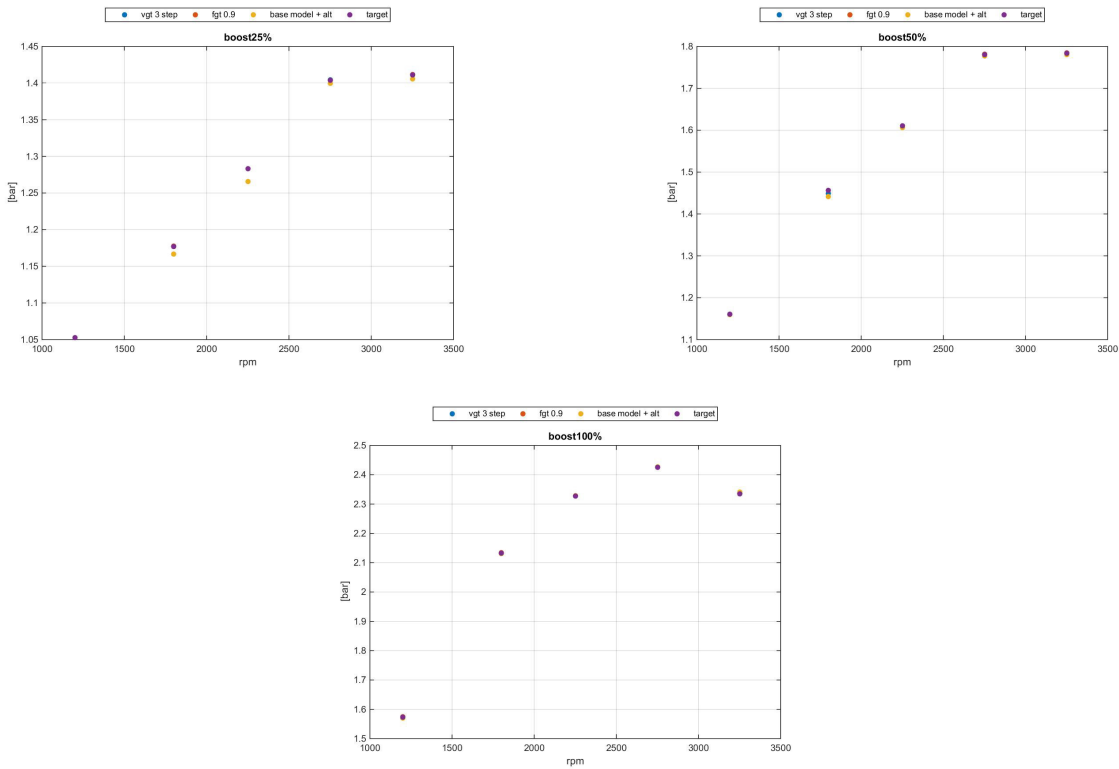 vgt 3 step fgt 0.9 base model + alt target
boost25%
1.45
1.4
1.35
1.3
1.25
1.2
1.15
1.1
1.05
[bar]
1000 1500 2000 2500 3000 3500
rpm
vgt 3 step fgt 0.9 base model + alt target
boost50%
1.8
1.7
1.6
1.5
1.4
1.3
1.2
1.1
[bar]
1000 1500 2000 2500 3000 3500
rpm
vgt 3 step fgt 0.9 base model + alt target
boost100%
2.5
2.4
2.3
2.2
2.1
2
1.9
1.8
1.7
1.6
1.5
[bar]
1000 1500 2000 2500 3000 3500
rpm